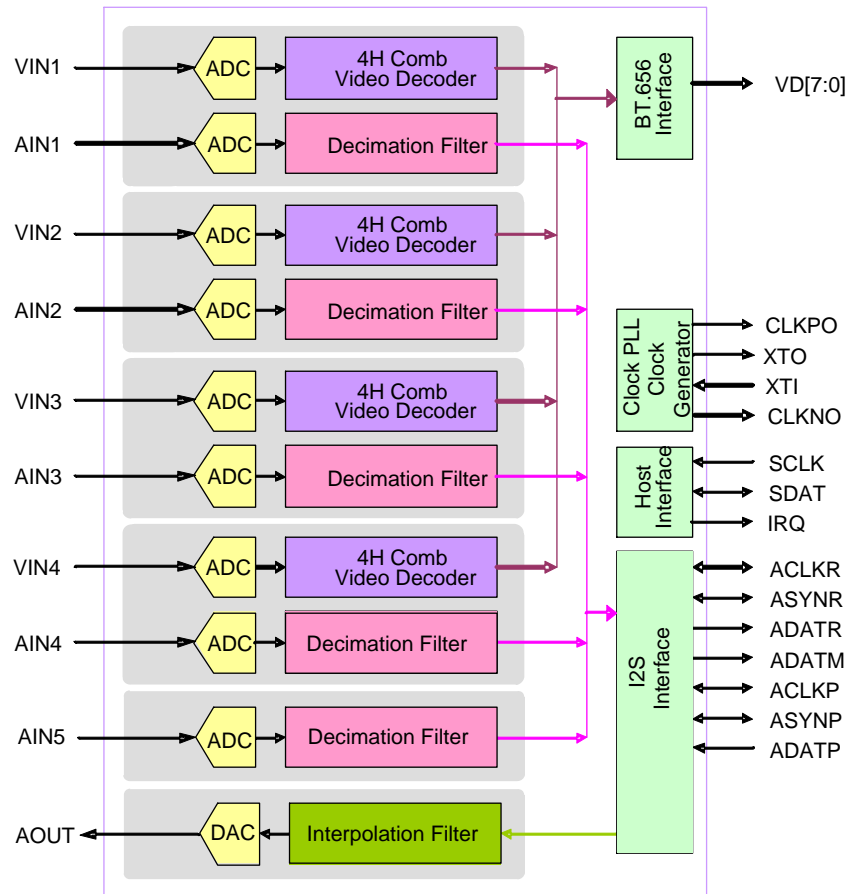 VIN1
ADC
4H Comb
Video Decoder
BT.656
Interface
VD[7:0]
AIN1
ADC
Decimation Filter
VIN2
ADC
4H Comb
Video Decoder
AIN2
ADC
Decimation Filter
Clock PLL
Clock
Generator
CLKPO
XTO
XTI
CLKNO
VIN3
ADC
4H Comb
Video Decoder
AIN3
ADC
Decimation Filter
Host
Interface
SCLK
SDAT
IRQ
VIN4
ADC
4H Comb
Video Decoder
AIN4
ADC
Decimation Filter
I2S
Interface
ACLKR
ASYNR
ADATR
ADATM
ACLKP
ASYNP
ADATP
AIN5
ADC
Decimation Filter
AOUT
DAC
Interpolation Filter